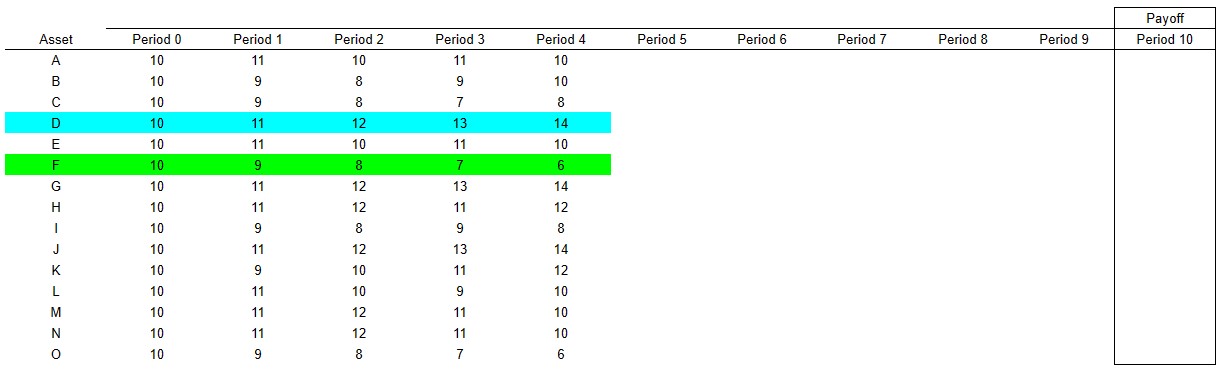 Payoff
Asset Period 0 Period 1 Period 2 Period 3 Period 4 Period 5 Period 6 Period 7 Period 8 Period 9 Period 10
A 10 11 10 11 10
B 10 9 8 9 10
C 10 9 8 7 8
D 10 11 12 13 14
E 10 11 10 11 10
F 10 9 8 7 6
G 10 11 12 13 14
H 10 11 12 11 12
I 10 9 8 9 8
J 10 11 12 13 14
K 10 9 10 11 12
L 10 11 10 9 10
M 10 11 12 11 10
N 10 11 12 11 10
O 10 9 8 7 6